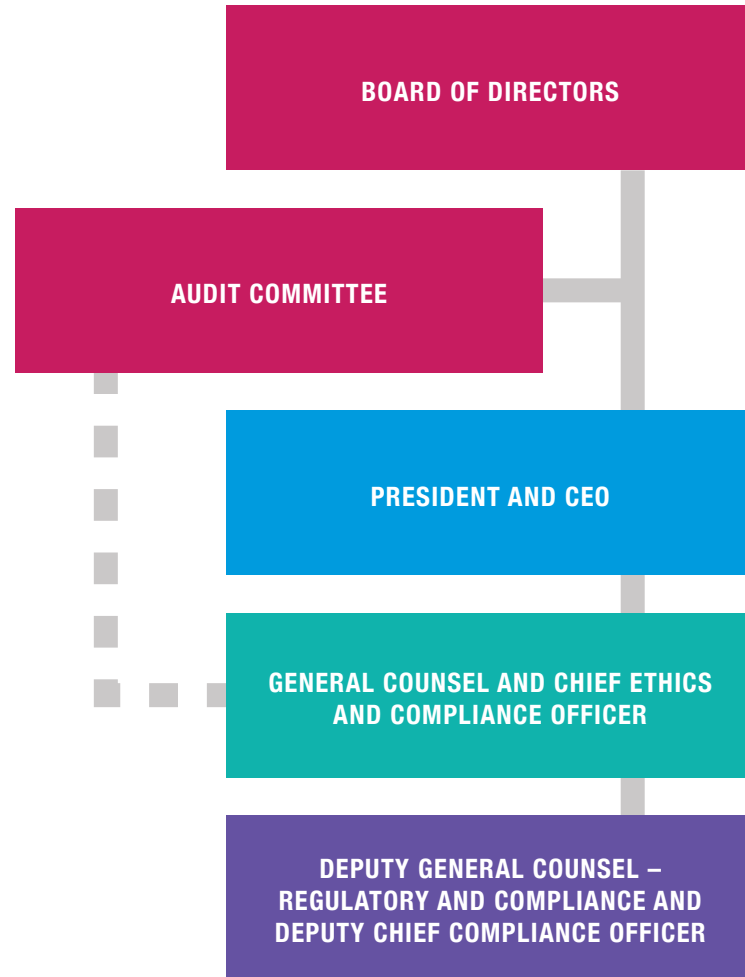 BOARD OF DIRECTORS
AUDIT COMMITTEE
PRESIDENT AND CEO
GENERAL COUNSEL AND CHIEF ETHICS
AND COMPLIANCE OFFICER
DEPUTY GENERAL COUNSEL –
REGULATORY AND COMPLIANCE AND
DEPUTY CHIEF COMPLIANCE OFFICER